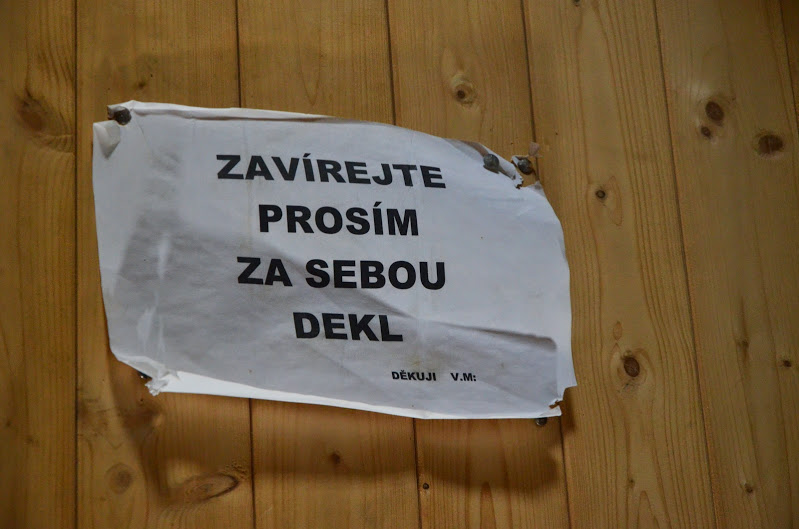 ZAVÍREJTE
PROSÍM
ZA SEBOU
DEKL
DĚKUJI V.M: